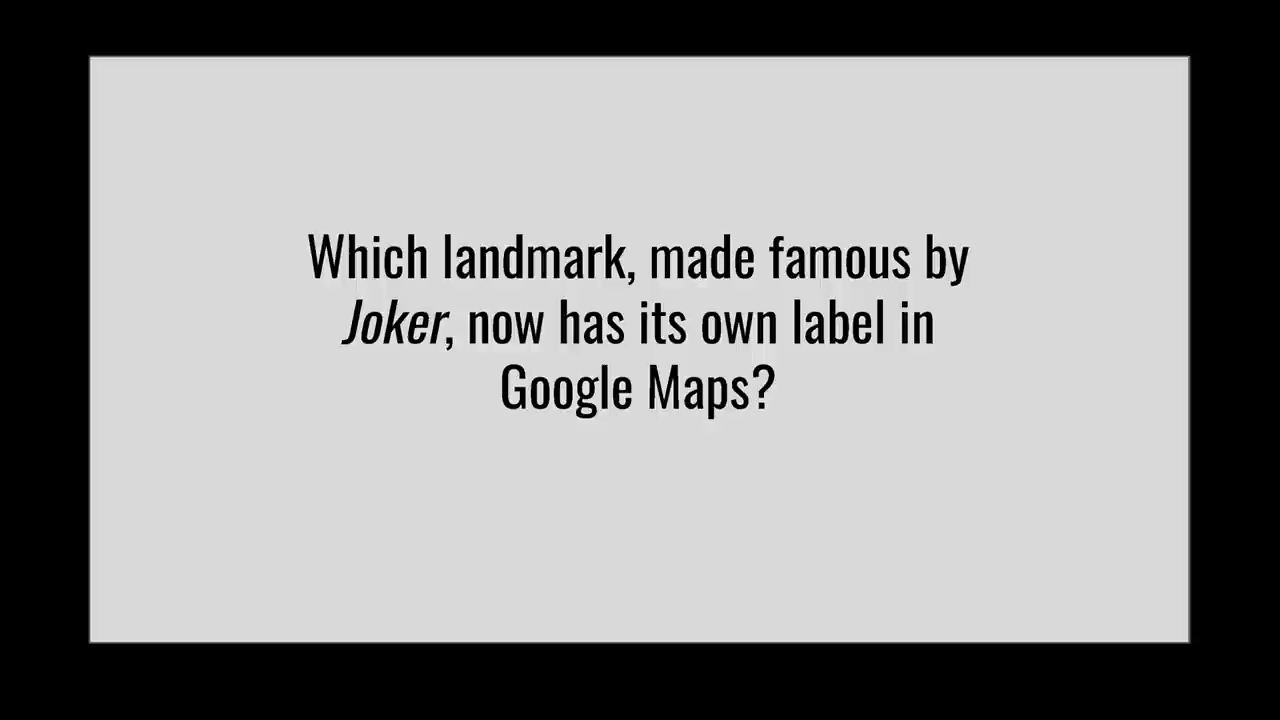 Which landmark, made famous by
Joker, now has its own label in
Google Maps?